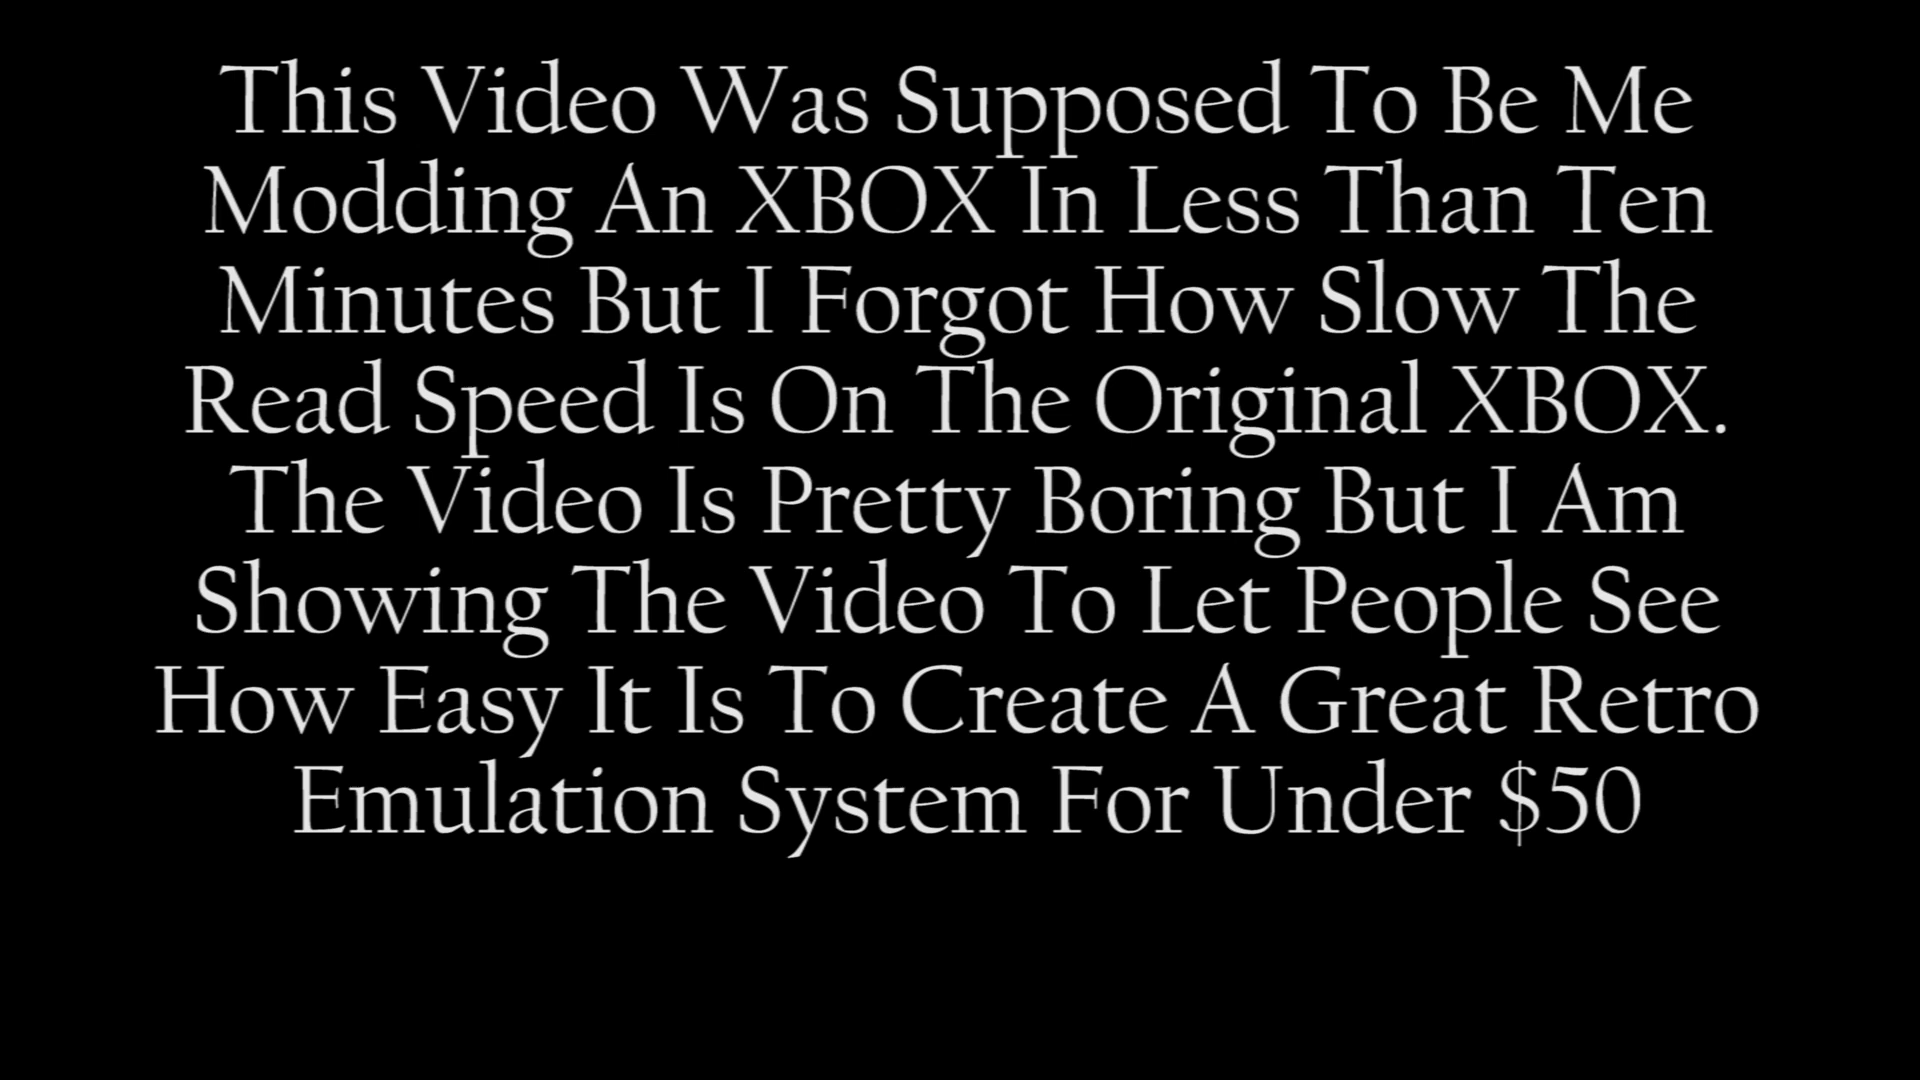 This Video Was Supposed To Be Me
Modding An XBOX In Less Than Ten
Minutes But I Forgot How Slow The
Read Speed Is On The Original XBOX.
The Video Is Pretty Boring But I Am
Showing The Video To Let People See
How Easy It Is To Create A Great Retro
Emulation System For Under $50